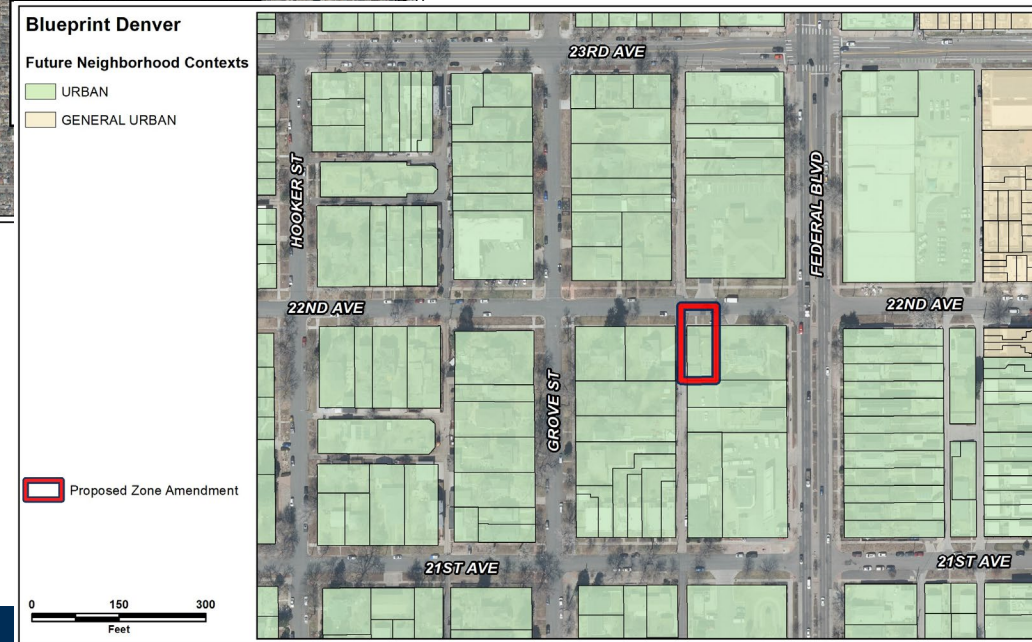 Blueprint Denver
Future Neighborhood Contexts
URBAN
GENERAL URBAN
Proposed Zone Amendment
0 150 300
Feet
23RD AVE
HOOKER ST
FEDERAL BLVD
22ND AVE
22ND AVE
GROVE ST
21ST AVE
21ST AVE